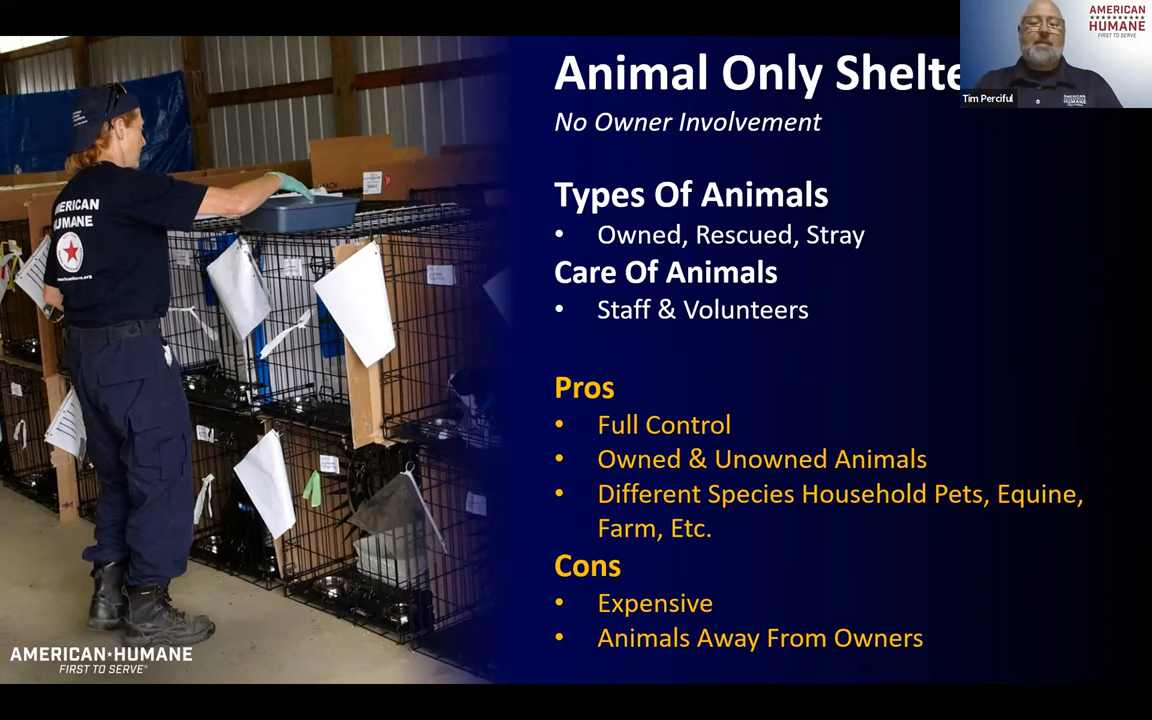 Animal Only Shelte
No Owner Involvement
Types Of Animals
• Owned, Rescued, Stray
Care Of Animals
• Staff & Volunteers
Pros
• Full Control
• Owned & Unowned Animals
• Different Species Household Pets, Equine,
Farm, Etc.
Cons
• Expensive
• Animals Away From Owners
AMERICAN
HUMANE
FIRST TO SERVE
Tim Perciful
ERICAN
UMANE
AMERICAN★HUMANE
FIRST TO SERVE®